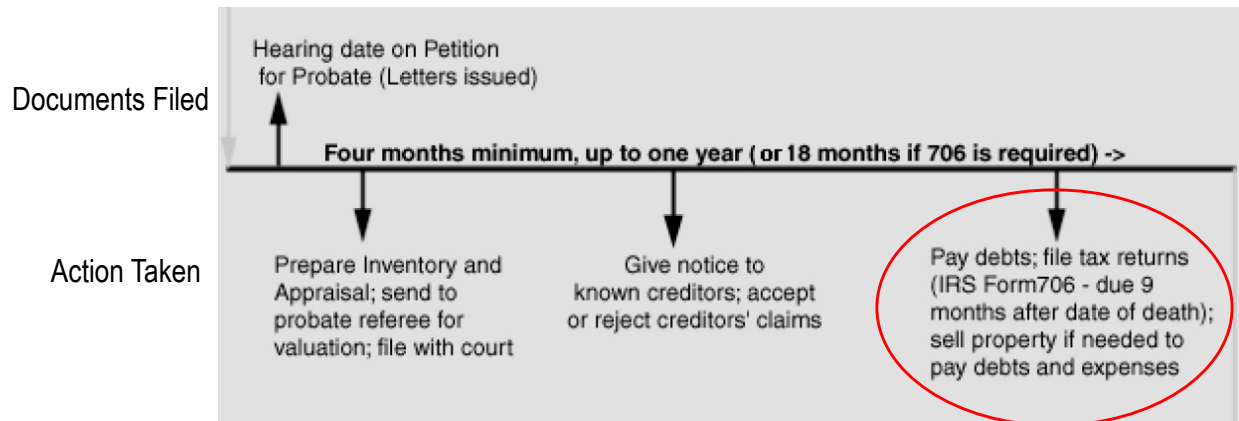 Hearing date on Petition
for Probate (Letters issued)
Documents Filed
Four months minimum, up to one year ( or 18 months if 706 is required) ->
Action Taken
Prepare Inventory and
Appraisal; send to
probate referee for
valuation; file with court
Give notice to
known creditors; accept
or reject creditors' claims
Pay debts; file tax returns
(IRS Form706 - due 9
months after date of death);
sell property if needed to
pay debts and expenses